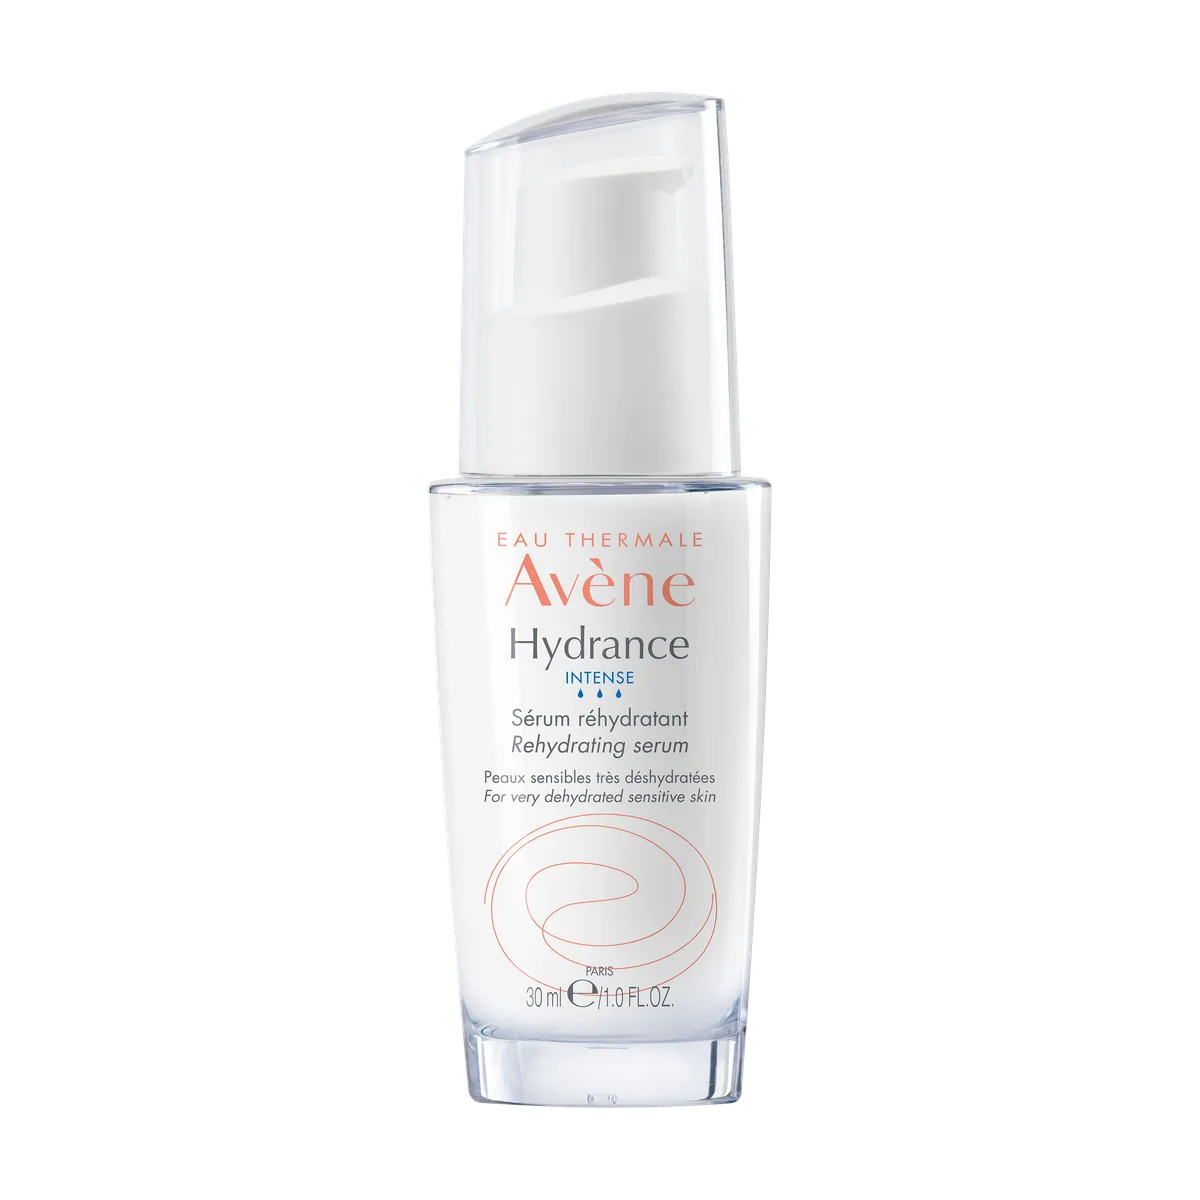 EAU THERMALE
Avène
Hydrance
INTENSE
Sérum réhydratant
Rehydrating serum
Peaux sensibles très déshydratées
For very dehydrated sensitive skin
PARIS
30 ml ℮/1.0 FL.OZ.